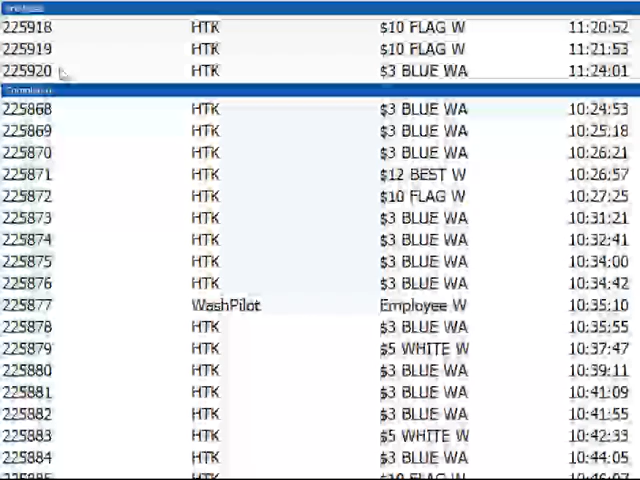 225918 HTK $10 FLAG W 11:20:52
225919 HTK $10 FLAG W 11:21:53
225920 HTK $3 BLUE WA 11:24:01
225868 HTK $3 BLUE WA 10:24:53
225869 HTK $3 BLUE WA 10:25:18
225870 HTK $3 BLUE WA 10:26:21
225871 HTK $12 BEST W 10:26:57
225872 HTK $10 FLAG W 10:27:25
225873 HTK $3 BLUE WA 10:31:21
225874 HTK $3 BLUE WA 10:32:41
225875 HTK $3 BLUE WA 10:34:00
225876 HTK $3 BLUE WA 10:34:42
225877 WashPilot Employee W 10:35:10
225878 HTK $3 BLUE WA 10:35:55
225879 HTK $5 WHITE W 10:37:47
225880 HTK $3 BLUE WA 10:39:11
225881 HTK $3 BLUE WA 10:41:09
225882 HTK $3 BLUE WA 10:41:55
225883 HTK $5 WHITE W 10:42:33
225884 HTK $3 BLUE WA 10:44:05